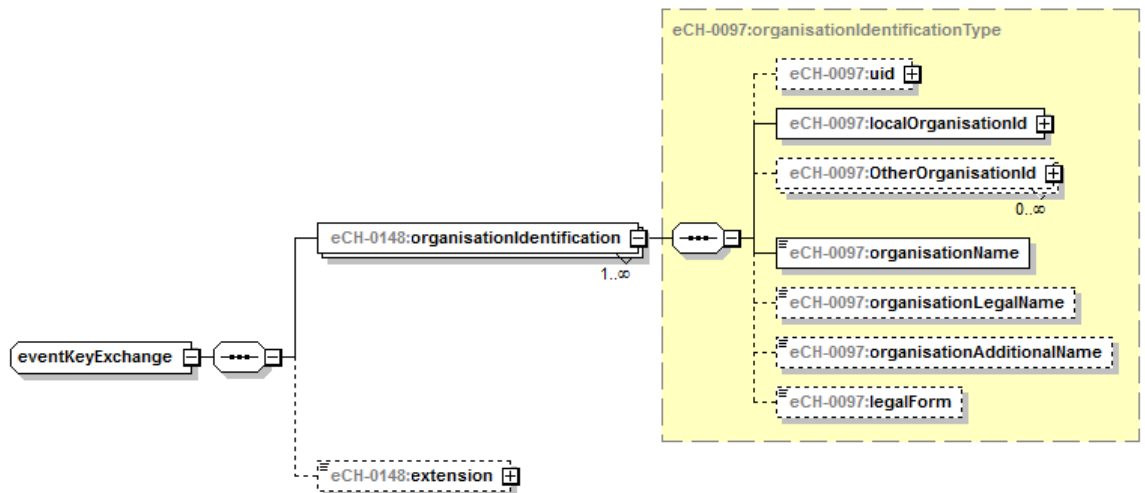 eCH-0097:organisationIdentificationType
eCH-0097:uid
eCH-0097:localOrganisationId
eCH-0097:OtherOrganisationId
0..∞
eCH-0148:organisationIdentification
1..∞
eCH-0097:organisationName
eCH-0097:organisationLegalName
eventKeyExchange
eCH-0097:organisationAdditionalName
eCH-0097:legalForm
eCH-0148:extension